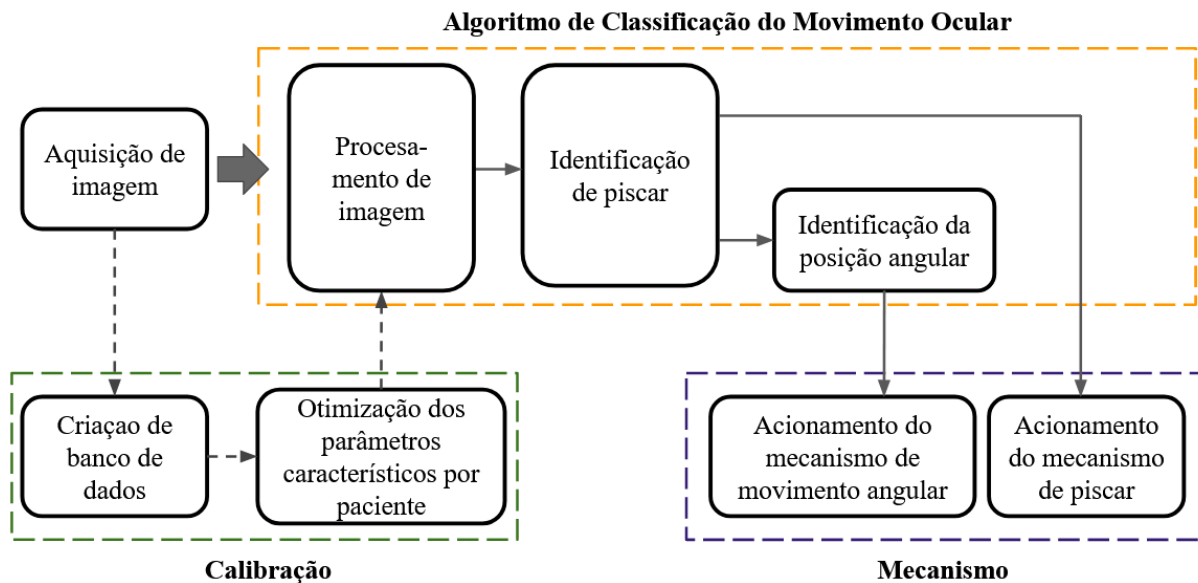 Algoritmo de Classificação do Movimento Ocular
Aquisição de
imagem
Procesa-
mento de
imagem
Identificação
de piscar
Identificação da
posição angular
Criaçao de
banco de
dados
Otimização dos
parâmetros
característicos por
paciente
Acionamento do
mecanismo de
movimento angular
Acionamento
do mecanismo
de piscar
Calibração
Mecanismo